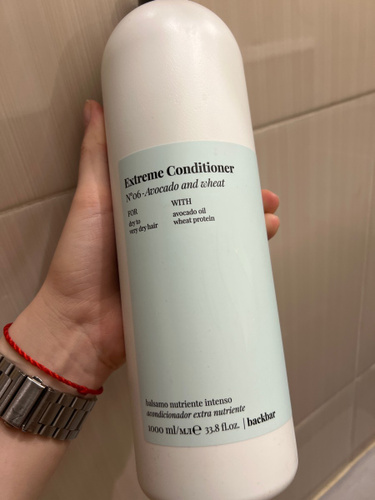 Extreme Conditioner
N°06 - Avocado and wheat
FOR
dry to
very dry hair
WITH
avocado oil
wheat protein
balsamo nutriente intenso
acondicionador extra nutriente
1000 ml/мл℮ 33.8 fl.oz. | backbar